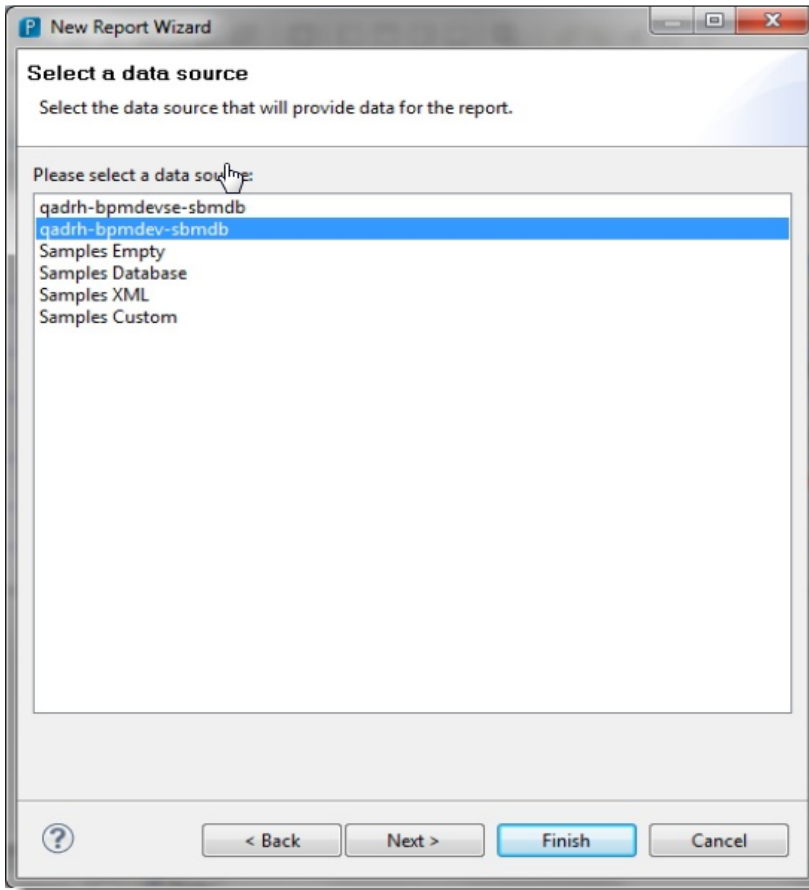 P New Report Wizard
Select a data source
Select the data source that will provide data for the report.
Please select a data source:
qadrh-bpmdevse-sbmdb
qadrh-bpmdev-sbmdb
Samples Empty
Samples Database
Samples XML
Samples Custom
? < Back Next > Finish Cancel